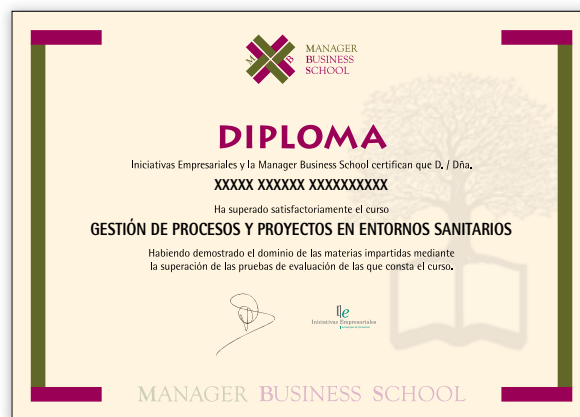 M B
MANAGER
BUSINESS
SCHOOL
DIPLOMA
Iniciativas Empresariales y la Manager Business School certifican que D. / Dña.
XXXXX XXXXXX XXXXXXXXXX
Ha superado satisfactoriamente el curso
GESTIÓN DE PROCESOS Y PROYECTOS EN ENTORNOS SANITARIOS
Habiendo demostrado el dominio de las materias impartidas mediante
la superación de las pruebas de evaluación de las que consta el curso.
Iniciativas Empresariales
MANAGER BUSINESS SCHOOL